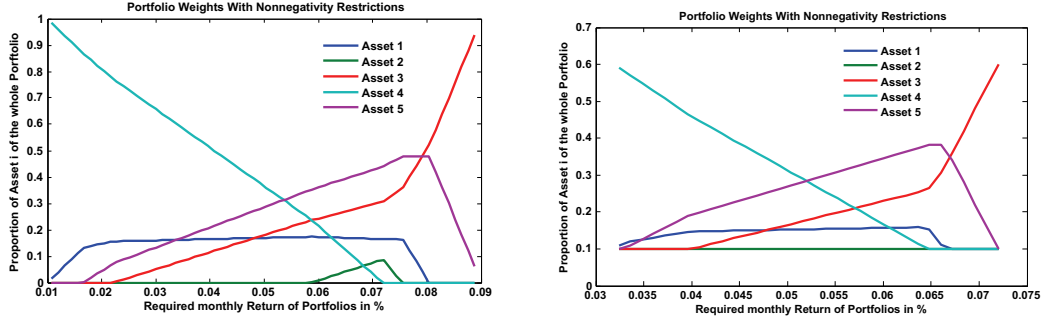 Portfolio Weights With Nonnegativity Restrictions
Proportion of Asset i of the whole Porftolio
1
0.9
0.8
0.7
0.6
0.5
0.4
0.3
0.2
0.1
0
Asset 1
Asset 2
Asset 3
Asset 4
Asset 5
0.01 0.02 0.03 0.04 0.05 0.06 0.07 0.08 0.09
Required monthly Return of Portfolios in %
Portfolio Weights With Nonnegativity Restrictions
Proportion of Asset i of the whole Portfolio
0.7
0.6
0.5
0.4
0.3
0.2
0.1
0
Asset 1
Asset 2
Asset 3
Asset 4
Asset 5
0.03 0.035 0.04 0.045 0.05 0.055 0.06 0.065 0.07 0.075
Required monthly Return of Portfolios in %